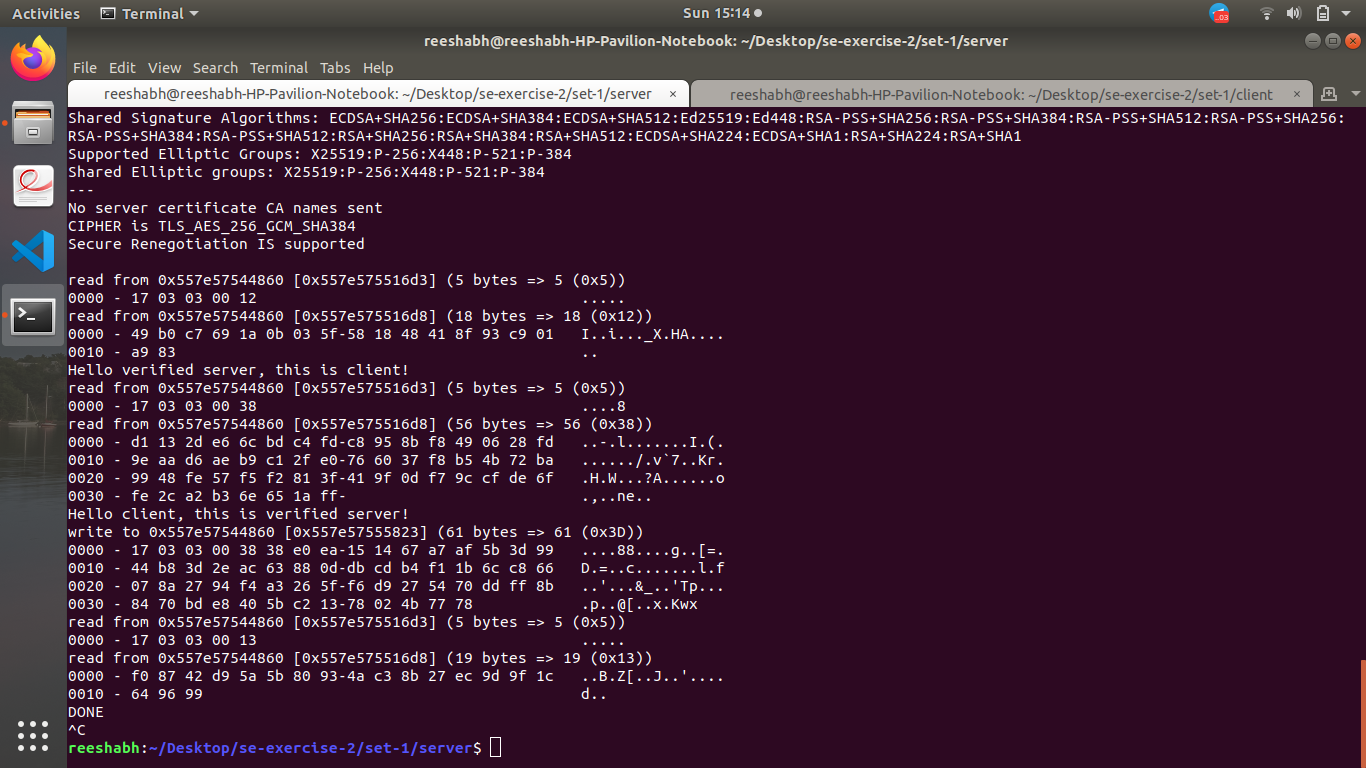 Activities Terminal Sun 15:14
.03
reeshabh@reeshabh-HP-Pavilion-Notebook: ~/Desktop/se-exercise-2/set-1/server
File Edit View Search Terminal Tabs Help
reeshabh@reeshabh-HP-Pavilion-Notebook: ~/Desktop/se-exercise-2/set-1/server × reeshabh@reeshabh-HP-Pavilion-Notebook: ~/Desktop/se-exercise-2/set-1/client ×
Shared Signature Algorithms: ECDSA+SHA256:ECDSA+SHA384:ECDSA+SHA512:Ed25519:Ed448:RSA-PSS+SHA256:RSA-PSS+SHA384:RSA-PSS+SHA512:RSA-PSS+SHA256:
RSA-PSS+SHA384:RSA-PSS+SHA512:RSA+SHA256:RSA+SHA384:RSA+SHA512:ECDSA+SHA224:ECDSA+SHA1:RSA+SHA224:RSA+SHA1
Supported Elliptic Groups: X25519:P-256:X448:P-521:P-384
Shared Elliptic groups: X25519:P-256:X448:P-521:P-384
---
No server certificate CA names sent
CIPHER is TLS_AES_256_GCM_SHA384
Secure Renegotiation IS supported
read from 0x557e57544860 [0x557e575516d3] (5 bytes => 5 (0x5))
0000 - 17 03 03 00 12 .....
read from 0x557e57544860 [0x557e575516d8] (18 bytes => 18 (0x12))
0000 - 49 b0 c7 69 1a 0b 03 5f-58 18 48 41 8f 93 c9 01 I..i..._X.HA....
0010 - a9 83 ..
Hello verified server, this is client!
read from 0x557e57544860 [0x557e575516d3] (5 bytes => 5 (0x5))
0000 - 17 03 03 00 38 ....8
read from 0x557e57544860 [0x557e575516d8] (56 bytes => 56 (0x38))
0000 - d1 13 2d e6 6c bd c4 fd-c8 95 8b f8 49 06 28 fd ..-.l.......I.(.
0010 - 9e aa d6 ae b9 c1 2f e0-76 60 37 f8 b5 4b 72 ba ....../.v`7..Kr.
0020 - 99 48 fe 57 f5 f2 81 3f-41 9f 0d f7 9c cf de 6f .H.W...?A......o
0030 - fe 2c a2 b3 6e 65 1a ff- .,..ne..
Hello client, this is verified server!
write to 0x557e57544860 [0x557e57555823] (61 bytes => 61 (0x3D))
0000 - 17 03 03 00 38 38 e0 ea-15 14 67 a7 af 5b 3d 99 ....88....g..[=.
0010 - 44 b8 3d 2e ac 63 88 0d-db cd b4 f1 1b 6c c8 66 D.=..c.......l.f
0020 - 07 8a 27 94 f4 a3 26 5f-f6 d9 27 54 70 dd ff 8b ..'...&_..'Tp...
0030 - 84 70 bd e8 40 5b c2 13-78 02 4b 77 78 .p..@[..x.Kwx
read from 0x557e57544860 [0x557e575516d3] (5 bytes => 5 (0x5))
0000 - 17 03 03 00 13 .....
read from 0x557e57544860 [0x557e575516d8] (19 bytes => 19 (0x13))
0000 - f0 87 42 d9 5a 5b 80 93-4a c3 8b 27 ec 9d 9f 1c ..B.Z[..J..'....
0010 - 64 96 99 d..
DONE
^C
reeshabh:~/Desktop/se-exercise-2/set-1/server$